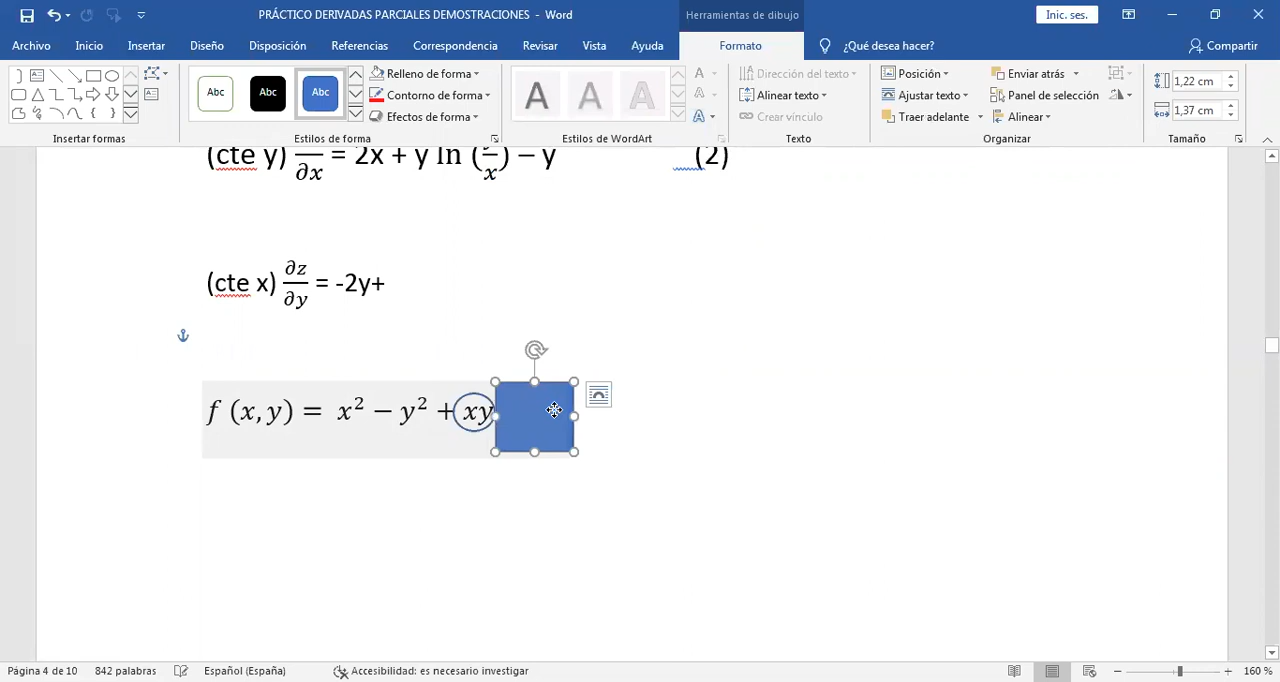 PRÁCTICO DERIVADAS PARCIALES DEMOSTRACIONES - Word
Herramientas de dibujo
Inic. ses.
Archivo Inicio Insertar Diseño Disposición Referencias Correspondencia Revisar Vista Ayuda Formato ¿Qué desea hacer? Compartir
Abc Abc Abc
Relleno de forma
Contorno de forma
Efectos de forma
A A A
A
A
A
Dirección del texto
Alinear texto
Crear vínculo
Posición
Ajustar texto
Traer adelante
Enviar atrás
Panel de selección
Alinear
1,22 cm
1,37 cm
Insertar formas Estilos de forma Estilos de WordArt Texto Organizar Tamaño
(cte y) ∂x = 2x + y ln (y/x) − y (2)
(cte x) ∂z/∂y = -2y+
f (x, y) = x² − y² + xy
Página 4 de 10 842 palabras Español (España) Accesibilidad: es necesario investigar 160 %